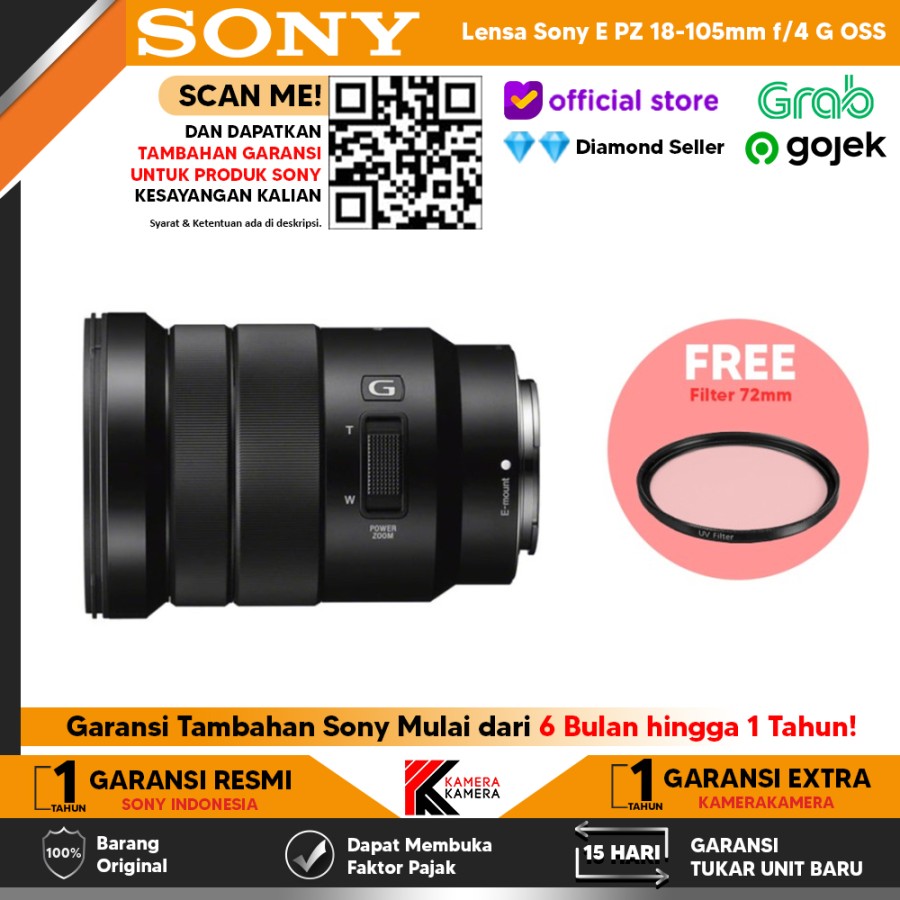 SONY
Lensa Sony E PZ 18-105mm f/4 G OSS
SCAN ME!
DAN DAPATKAN
TAMBAHAN GARANSI
UNTUK PRODUK SONY
KESAYANGAN KALIAN
Syarat & Ketentuan ada di deskripsi.
official store
Grab
Diamond Seller
gojek
G
T
W
POWER
ZOOM
E-mount
FREE
Filter 72mm
UV Filter
Garansi Tambahan Sony Mulai dari 6 Bulan hingga 1 Tahun!
1 TAHUN
GARANSI RESMI
SONY INDONESIA
KAMERA
KAMERA
1 TAHUN
GARANSI EXTRA
KAMERAKAMERA
100%
Barang
Original
Dapat Membuka
Faktor Pajak
15 HARI
GARANSI
TUKAR UNIT BARU